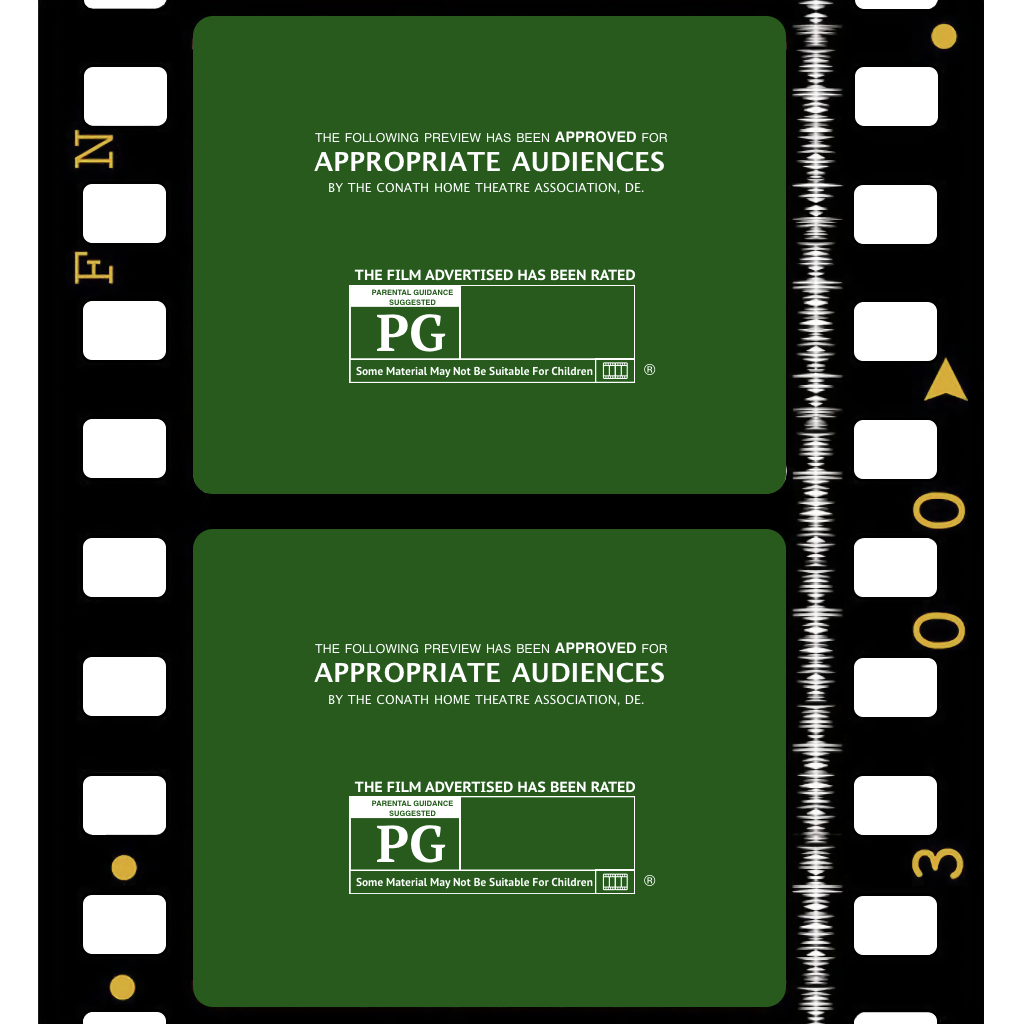 THE FOLLOWING PREVIEW HAS BEEN APPROVED FOR
APPROPRIATE AUDIENCES
BY THE CONATH HOME THEATRE ASSOCIATION, DE.
THE FILM ADVERTISED HAS BEEN RATED
PARENTAL GUIDANCE
SUGGESTED
PG
Some Material May Not Be Suitable For Children
®
THE FOLLOWING PREVIEW HAS BEEN APPROVED FOR
APPROPRIATE AUDIENCES
BY THE CONATH HOME THEATRE ASSOCIATION, DE.
THE FILM ADVERTISED HAS BEEN RATED
PARENTAL GUIDANCE
SUGGESTED
PG
Some Material May Not Be Suitable For Children
®
F N
3 0 0